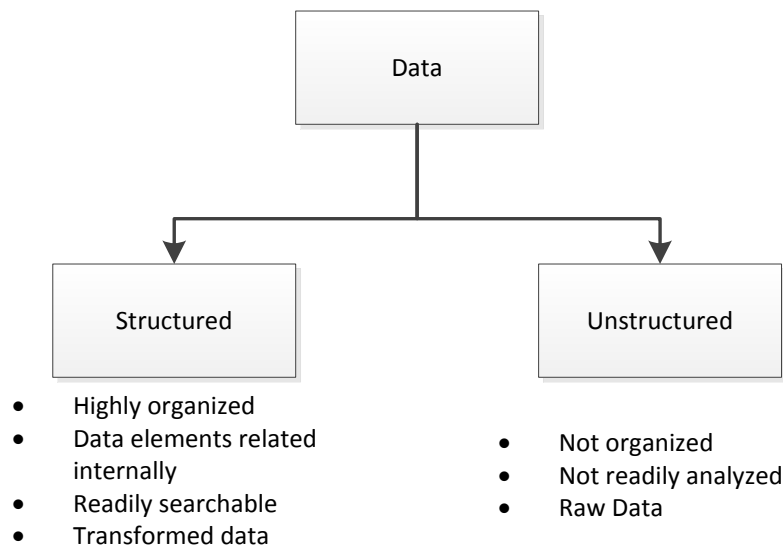 Data
Structured
Unstructured
• Highly organized
• Data elements related
internally
• Readily searchable
• Transformed data
• Not organized
• Not readily analyzed
• Raw Data